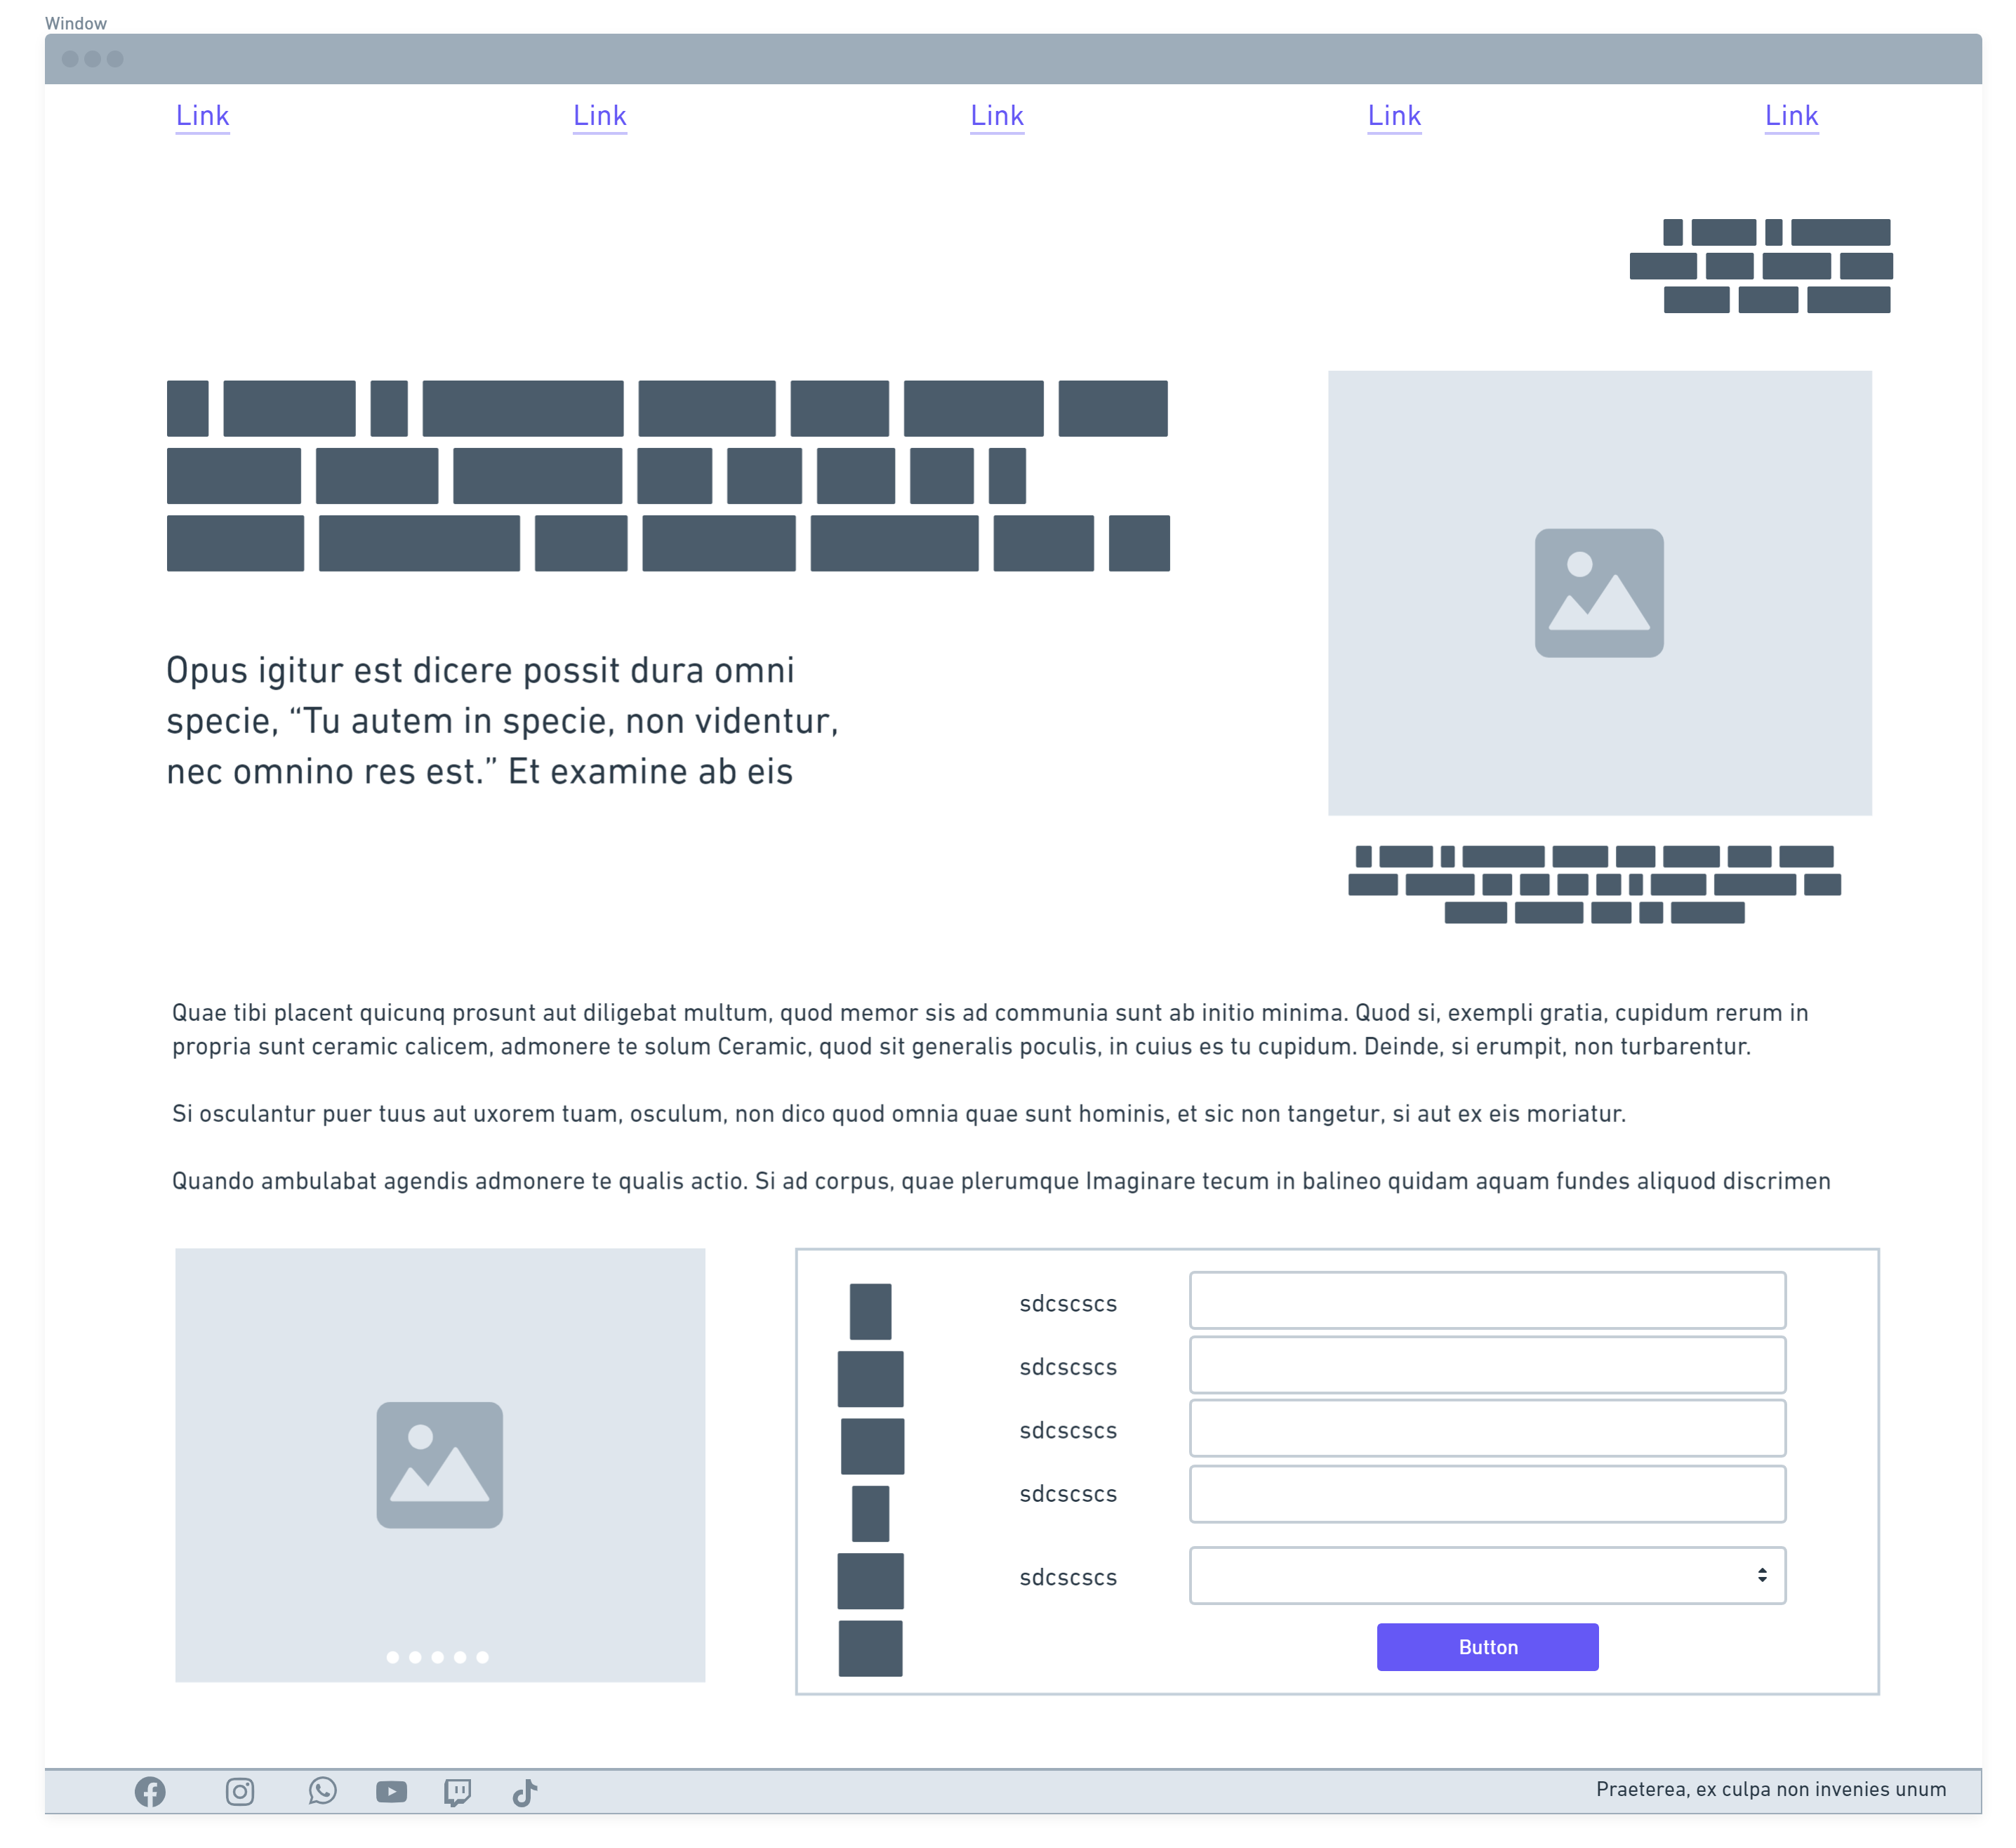 Window
Link
Link
Link
Link
Link
Opus igitur est dicere possit dura omni
specie, “Tu autem in specie, non videntur,
nec omnino res est.” Et examine ab eis
Quae tibi placent quicunq prosunt aut diligebat multum, quod memor sis ad communia sunt ab initio minima. Quod si, exempli gratia, cupidum rerum in
propria sunt ceramic calicem, admonere te solum Ceramic, quod sit generalis poculis, in cuius es tu cupidum. Deinde, si erumpit, non turbarentur.
Si osculantur puer tuus aut uxorem tuam, osculum, non dico quod omnia quae sunt hominis, et sic non tangetur, si aut ex eis moriatur.
Quando ambulabat agendis admonere te qualis actio. Si ad corpus, quae plerumque Imaginare tecum in balineo quidam aquam fundes aliquod discrimen
sdcscscs
sdcscscs
sdcscscs
sdcscscs
sdcscscs
Button
Praeterea, ex culpa non invenies unum